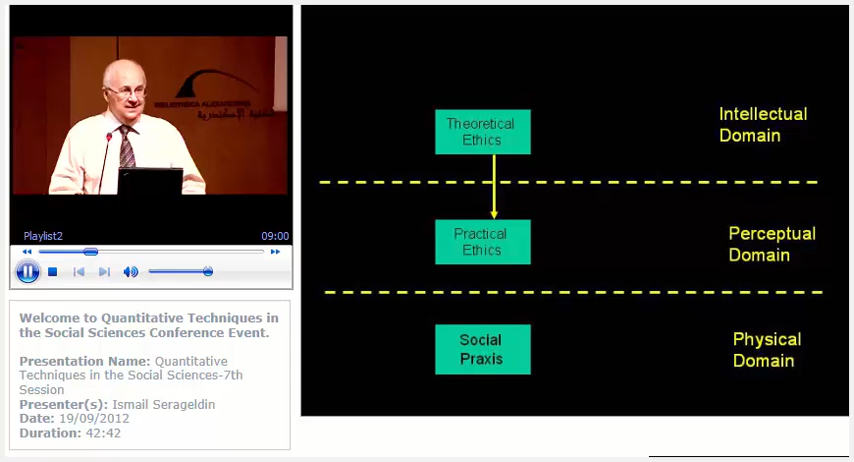 BIBLIOTHECA ALEXANDRINA
مكتبة الإسكندرية
Playlist2
09:00
Welcome to Quantitative Techniques in
the Social Sciences Conference Event.
Presentation Name: Quantitative
Techniques in the Social Sciences-7th
Session
Presenter(s): Ismail Serageldin
Date: 19/09/2012
Duration: 42:42
Theoretical
Ethics
Intellectual
Domain
Practical
Ethics
Perceptual
Domain
Social
Praxis
Physical
Domain